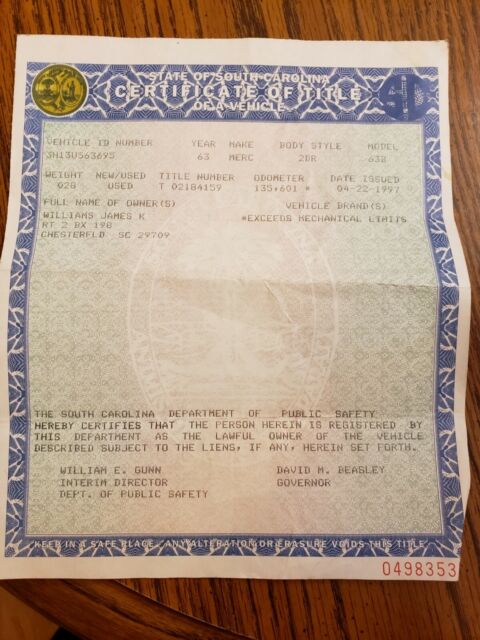 STATE OF SOUTH CAROLINA
CERTIFICATE OF TITLE
OF A VEHICLE
VEHICLE ID NUMBER YEAR MAKE BODY STYLE MODEL
3H13U563695 63 MERC 2DR 63B
WEIGHT NEW/USED TITLE NUMBER ODOMETER DATE ISSUED
028 USED T 02184159 135,601 * 04-22-1997
FULL NAME OF OWNER(S) VEHICLE BRAND(S)
WILLIAMS JAMES K *EXCEEDS MECHANICAL LIMITS
RT 2 BX 198
CHESTERFLD SC 29709
THE SOUTH CAROLINA DEPARTMENT OF PUBLIC SAFETY
HEREBY CERTIFIES THAT THE PERSON HEREIN IS REGISTERED BY
THIS DEPARTMENT AS THE LAWFUL OWNER OF THE VEHICLE
DESCRIBED SUBJECT TO THE LIENS, IF ANY, HEREIN SET FORTH.
WILLIAM E. GUNN DAVID M. BEASLEY
INTERIM DIRECTOR GOVERNOR
DEPT. OF PUBLIC SAFETY
KEEP IN A SAFE PLACE. ANY ALTERATION OR ERASURE VOIDS THIS TITLE
0498353